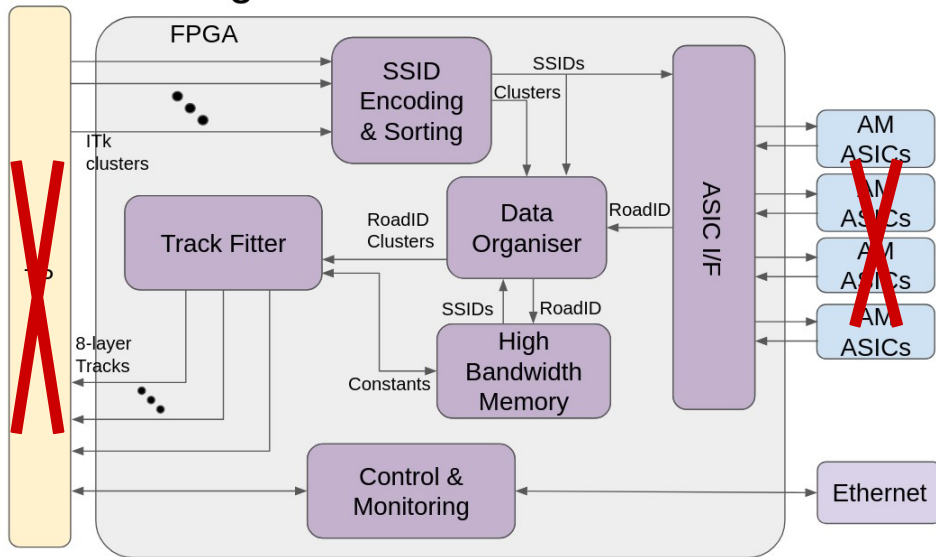 FPGA
SSID
Encoding
& Sorting
SSIDs
Clusters
ITk
clusters
AM
ASICs
AM
ASICs
AM
ASICs
AM
ASICs
ASIC I/F
Data
Organiser
RoadID
RoadID
Clusters
Track Fitter
SSIDs
RoadID
High
Bandwidth
Memory
Constants
8-layer
Tracks
Control &
Monitoring
Ethernet